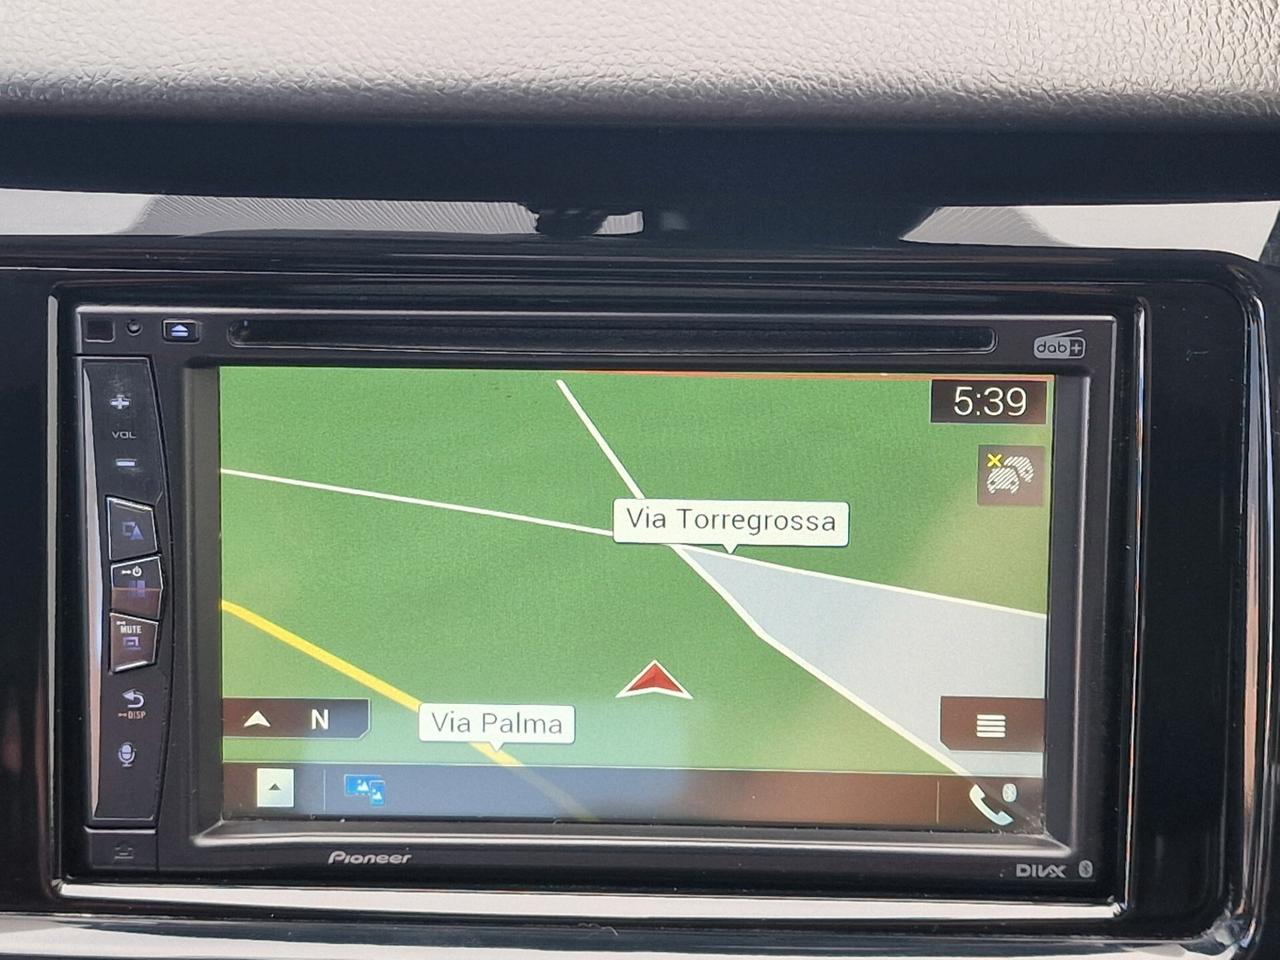 dab+
5:39
VOL
Via Torregrossa
MUTE
DISP
N
Via Palma
Pioneer
DIVX